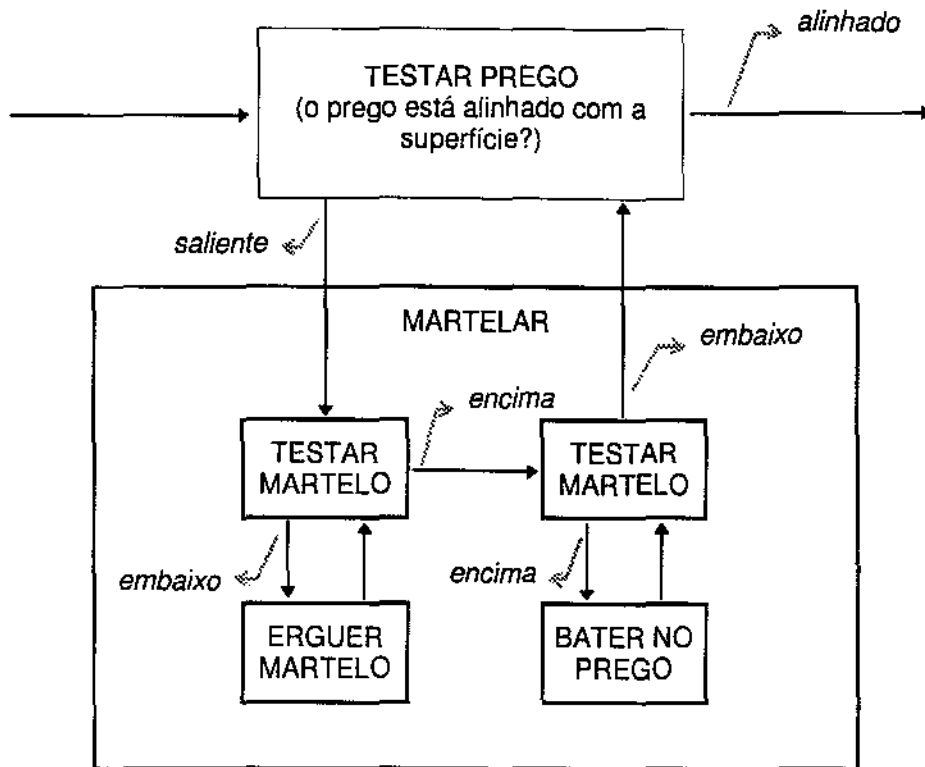 alinhado
TESTAR PREGO
(o prego está alinhado com a
superfície?)
saliente
MARTELAR
embaixo
encima
TESTAR
MARTELO
TESTAR
MARTELO
embaixo
encima
ERGUER
MARTELO
BATER NO
PREGO